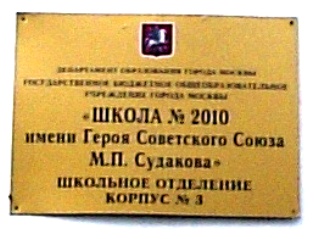 ДЕПАРТАМЕНТ ОБРАЗОВАНИЯ ГОРОДА МОСКВЫ
ГОСУДАРСТВЕННОЕ БЮДЖЕТНОЕ ОБЩЕОБРАЗОВАТЕЛЬНОЕ
УЧРЕЖДЕНИЕ ГОРОДА МОСКВЫ
«ШКОЛА № 2010
имени Героя Советского Союза
М.П. Судакова»
ШКОЛЬНОЕ ОТДЕЛЕНИЕ
КОРПУС № 3